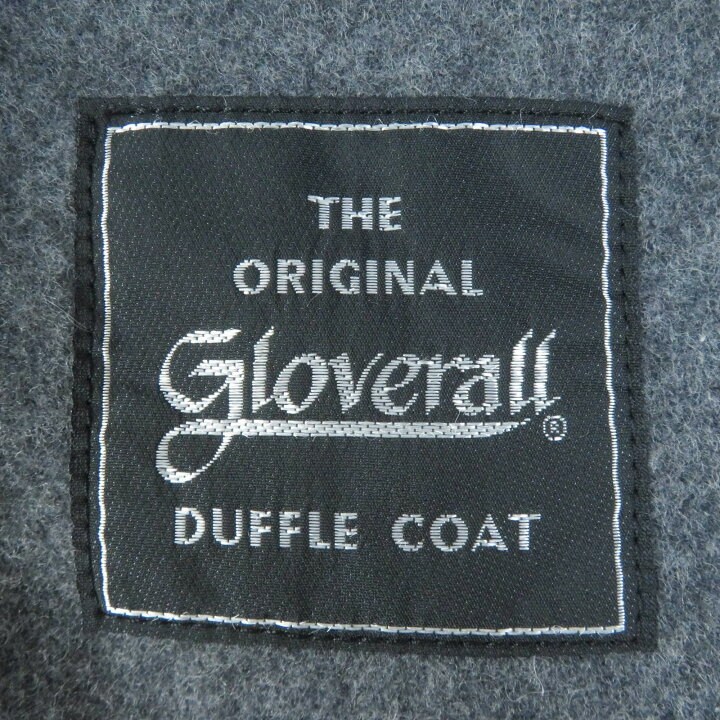 THE
ORIGINAL
Gloverall®
DUFFLE COAT